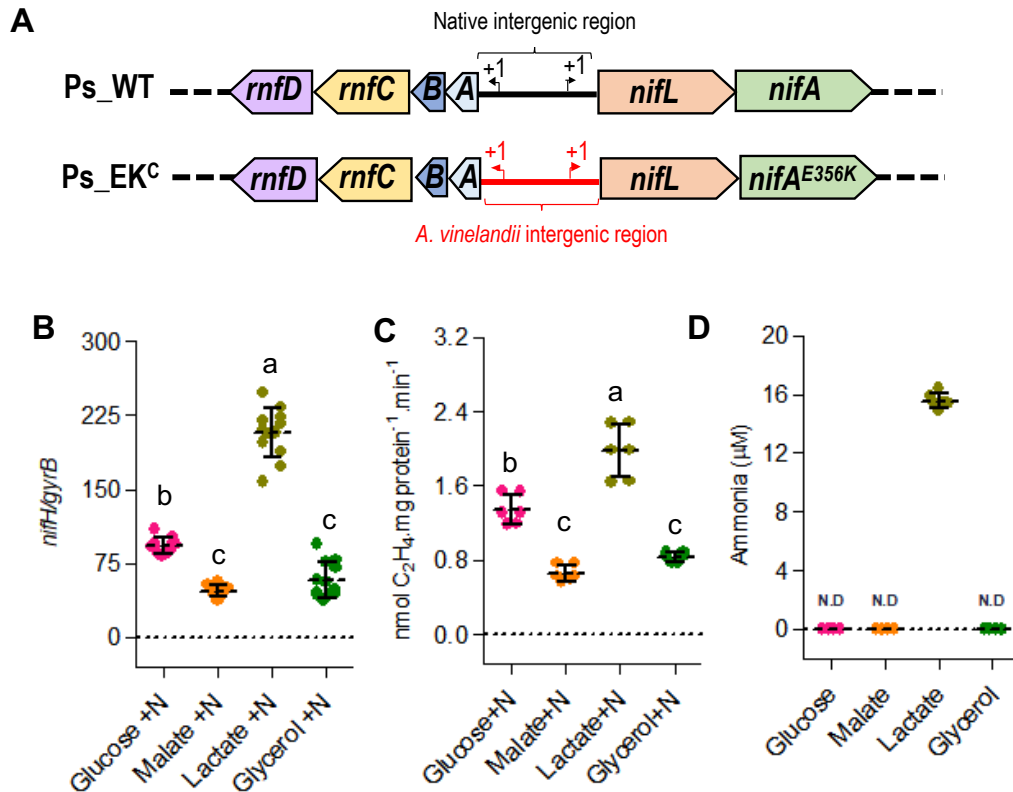 A
Native intergenic region
+1 +1
Ps_WT rnfD rnfC B A nifL nifA
+1 +1
Ps_EKᶜ rnfD rnfC B A nifL nifAᴱ³⁵⁶ᴷ
A. vinelandii intergenic region
B
nifH/gyrB
300
225
150
75
0
b
c
a
c
Glucose +N
Malate +N
Lactate +N
Glycerol +N
C
nmol C₂H₄.mg protein⁻¹.min⁻¹
3.2
2.4
1.6
0.8
0.0
b
c
a
c
Glucose+N
Malate+N
Lactate+N
Glycerol+N
D
Ammonia (µM)
20
16
12
8
4
0
N.D
N.D
N.D
Glucose
Malate
Lactate
Glycerol